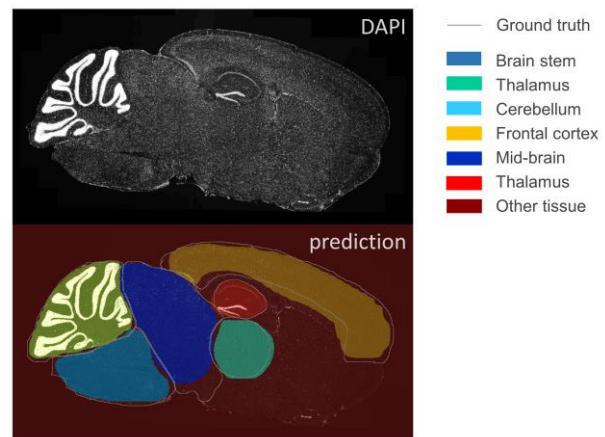 DAPI
prediction
Ground truth
Brain stem
Thalamus
Cerebellum
Frontal cortex
Mid-brain
Thalamus
Other tissue